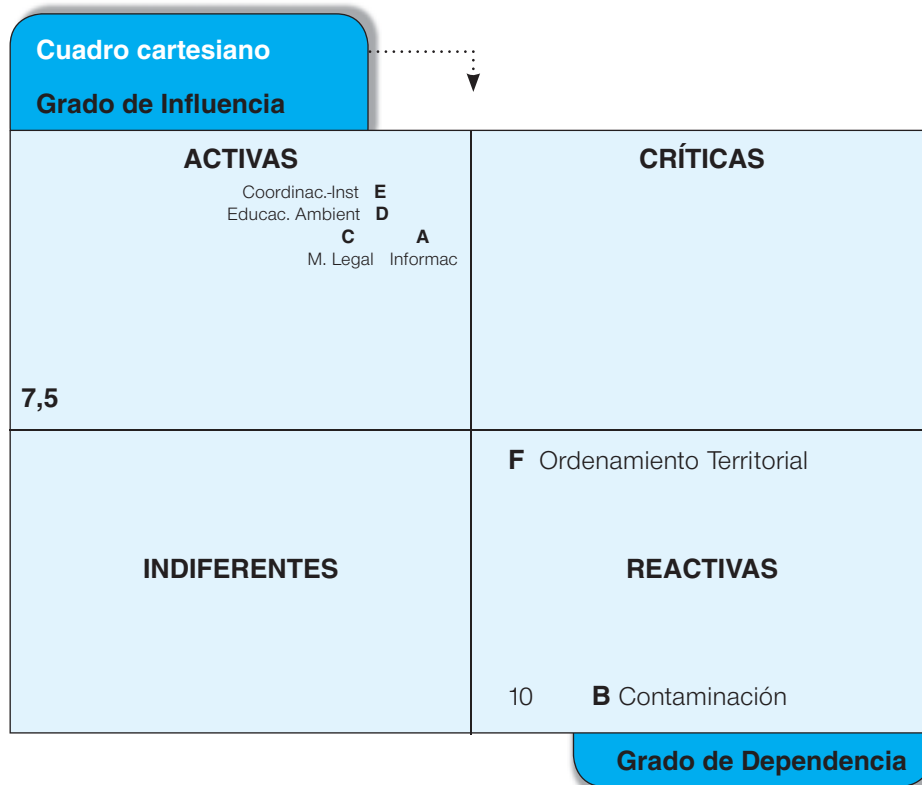 Cuadro cartesiano
Grado de Influencia
ACTIVAS
Coordinac.-Inst E
Educac. Ambient D
C A
M. Legal Informac
7,5
CRÍTICAS
INDIFERENTES
F Ordenamiento Territorial
REACTIVAS
10 B Contaminación
Grado de Dependencia